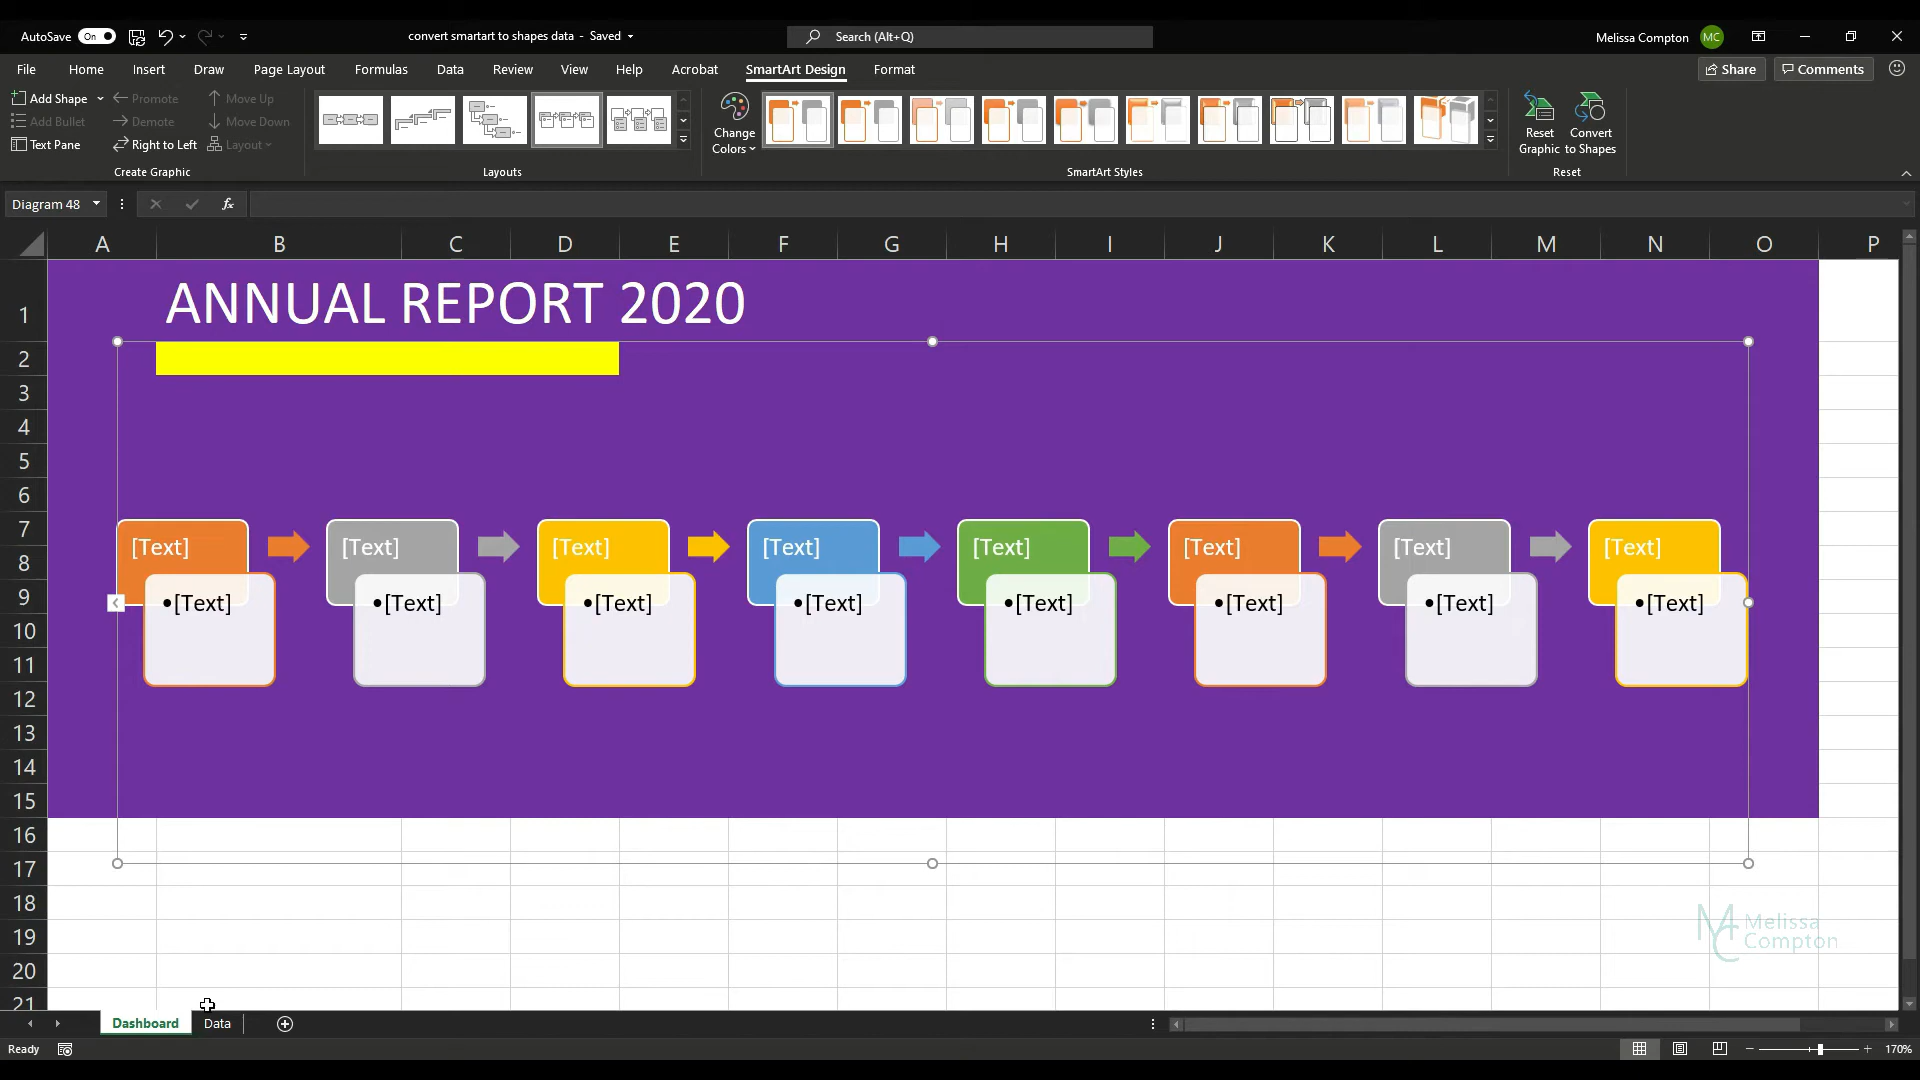 AutoSave On convert smartart to shapes data - Saved Search (Alt+Q) Melissa Compton MC
File Home Insert Draw Page Layout Formulas Data Review View Help Acrobat SmartArt Design Format Share Comments
Add Shape Promote Move Up
Add Bullet Demote Move Down
Text Pane Right to Left Layout
Change Colors
Reset Graphic
Convert to Shapes
Create Graphic Layouts SmartArt Styles Reset
Diagram 48 fx
A B C D E F G H I J K L M N O P
1 ANNUAL REPORT 2020
2
3
4
5
6
7
[Text] [Text] [Text] [Text] [Text] [Text] [Text] [Text]
8
9
•[Text] •[Text] •[Text] •[Text] •[Text] •[Text] •[Text] •[Text]
10
11
12
13
14
15
16
17
18
19
20
21
MC Melissa
Compton
Dashboard Data
Ready 170%